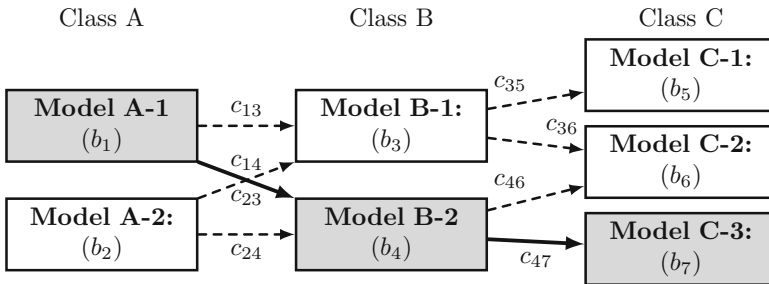 Class A
Class B
Class C
Model A-1
(b₁)
c₁₃
Model B-1:
(b₃)
c₃₅
Model C-1:
(b₅)
c₃₆
Model C-2:
(b₆)
c₁₄
c₂₃
Model A-2:
(b₂)
c₂₄
Model B-2
(b₄)
c₄₆
c₄₇
Model C-3:
(b₇)